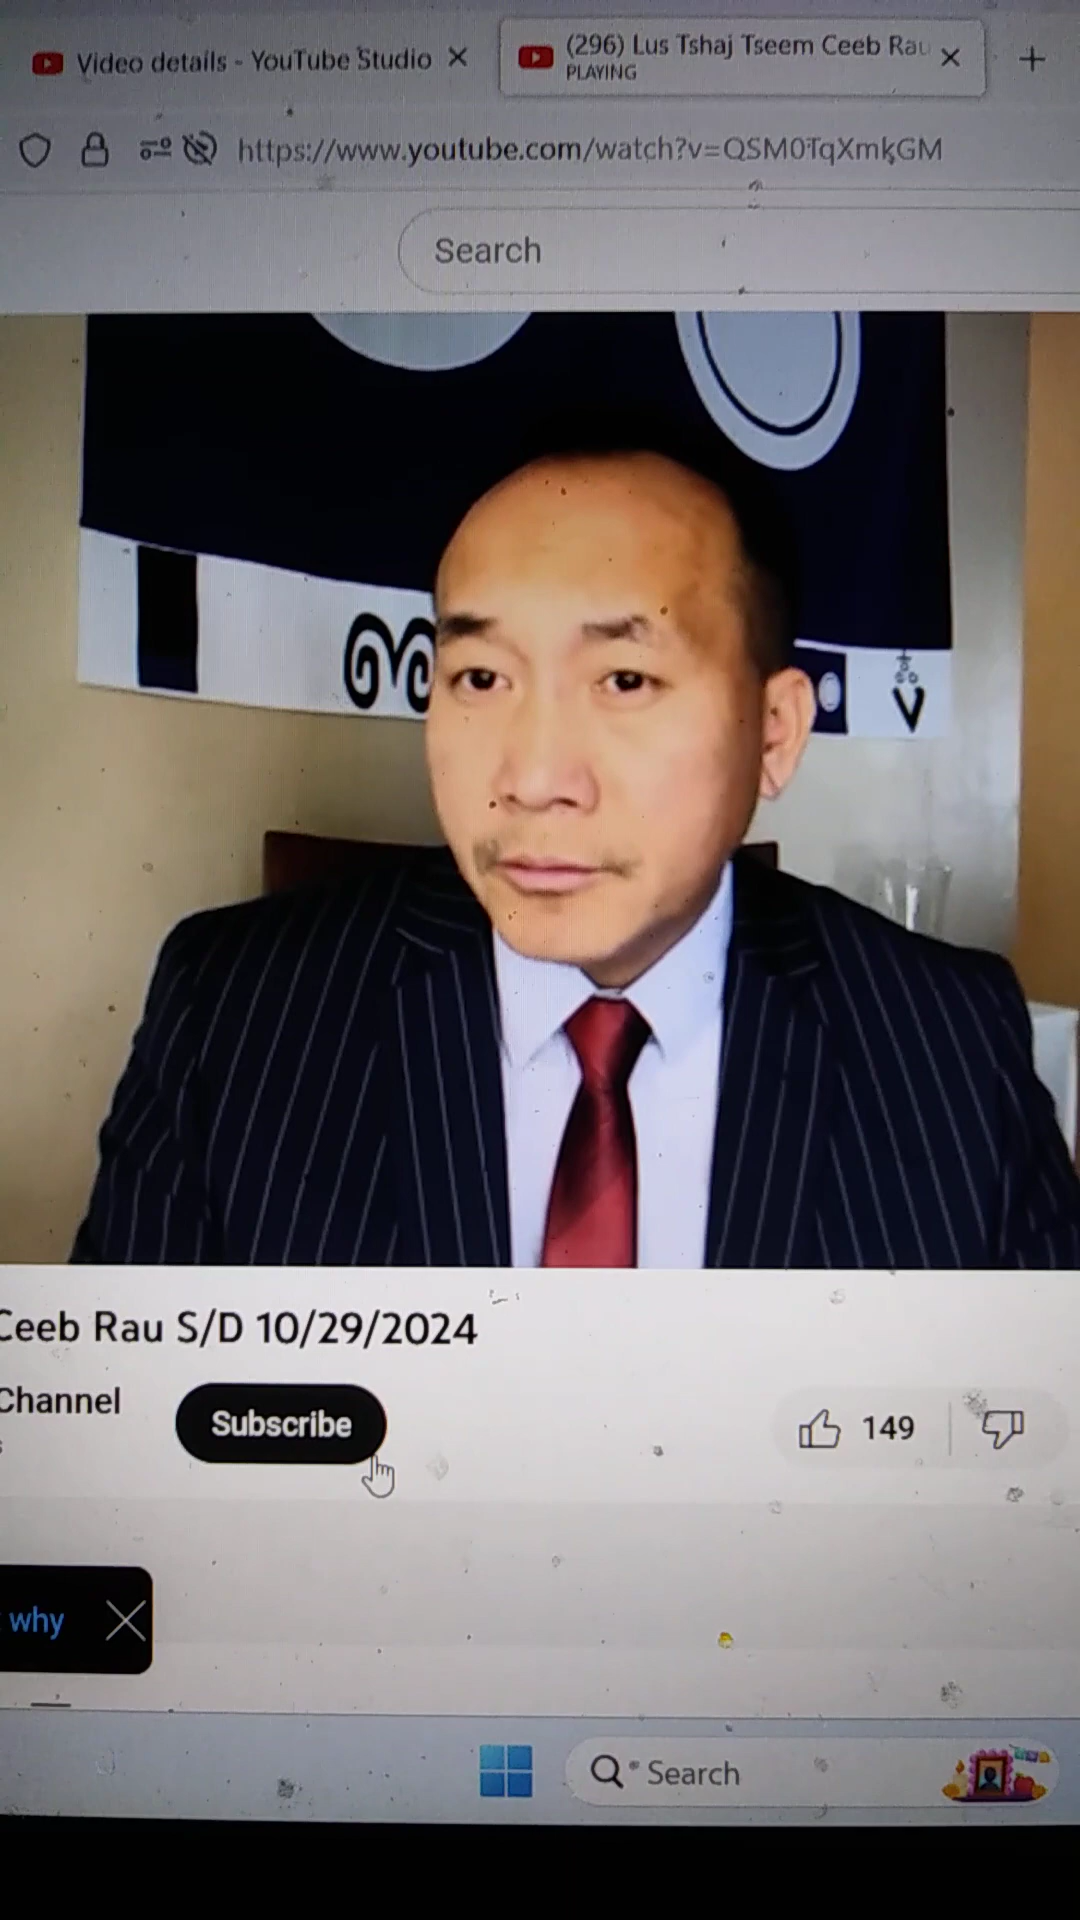 Video details - YouTube Studio
(296) Lus Tshaj Tseem Ceeb Rau
PLAYING
https://www.youtube.com/watch?v=QSM0TqXmkGM
Search
Ceeb Rau S/D 10/29/2024
Channel
Subscribe
149
why
Search